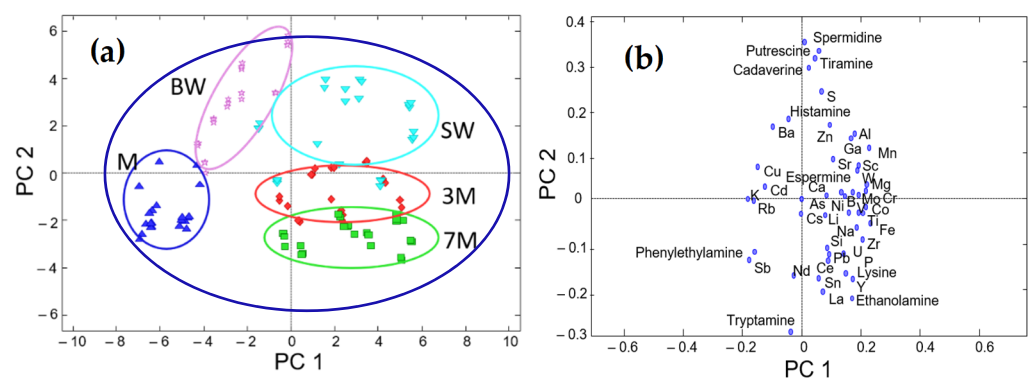 (a)
BW
SW
M
3M
7M
PC 2
6
4
2
0
−2
−4
−6
−10
−8
−6
−4
−2
0
2
4
6
8
10
PC 1
(b)
0.4
0.3
0.2
0.1
0
−0.1
−0.2
−0.3
PC 2
Spermidine
Putrescine
Tiramine
Cadaverine
S
Histamine
Ba
Zn
Al
Ga
Mn
Sr
Sc
Cu
Espermine
W
Cd
Ca
Mg
K
B
Mo
Cr
Rb
As
Ni
V
Co
Cs
Li
Ti
Na
Fe
Si
Zr
Phenylethylamine
Pb
U
P
Sb
Nd
Ce
Lysine
Sn
Y
La
Ethanolamine
Tryptamine
−0.6
−0.4
−0.2
0
0.2
0.4
0.6
PC 1